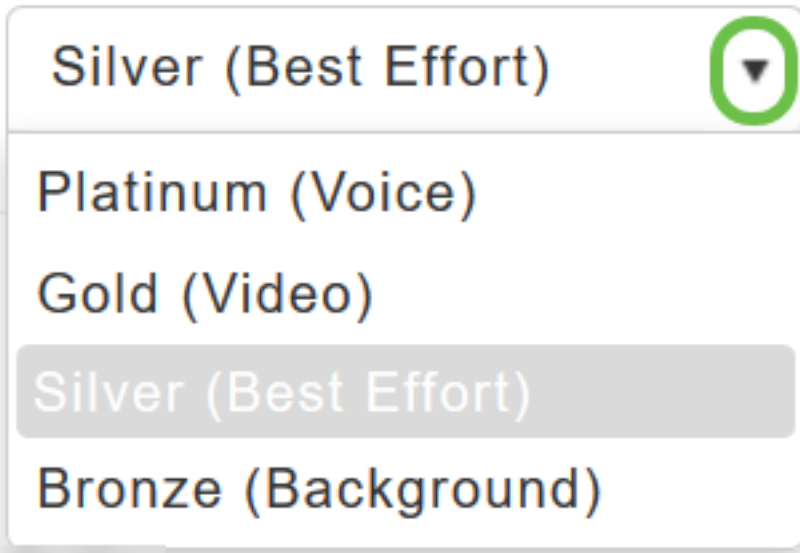 Silver (Best Effort)
Platinum (Voice)
Gold (Video)
Silver (Best Effort)
Bronze (Background)